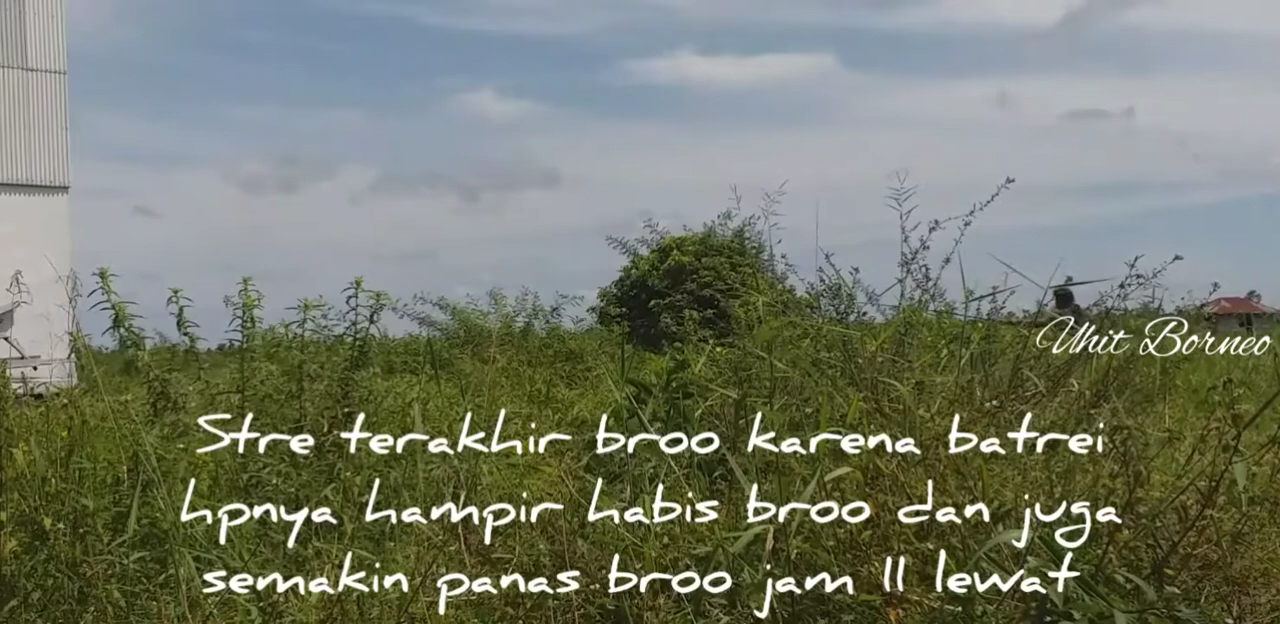 Uhit Borneo
Stre terakhir broo karena batrei
hpnya hampir habis broo dan juga
semakin panas broo jam 11 lewat